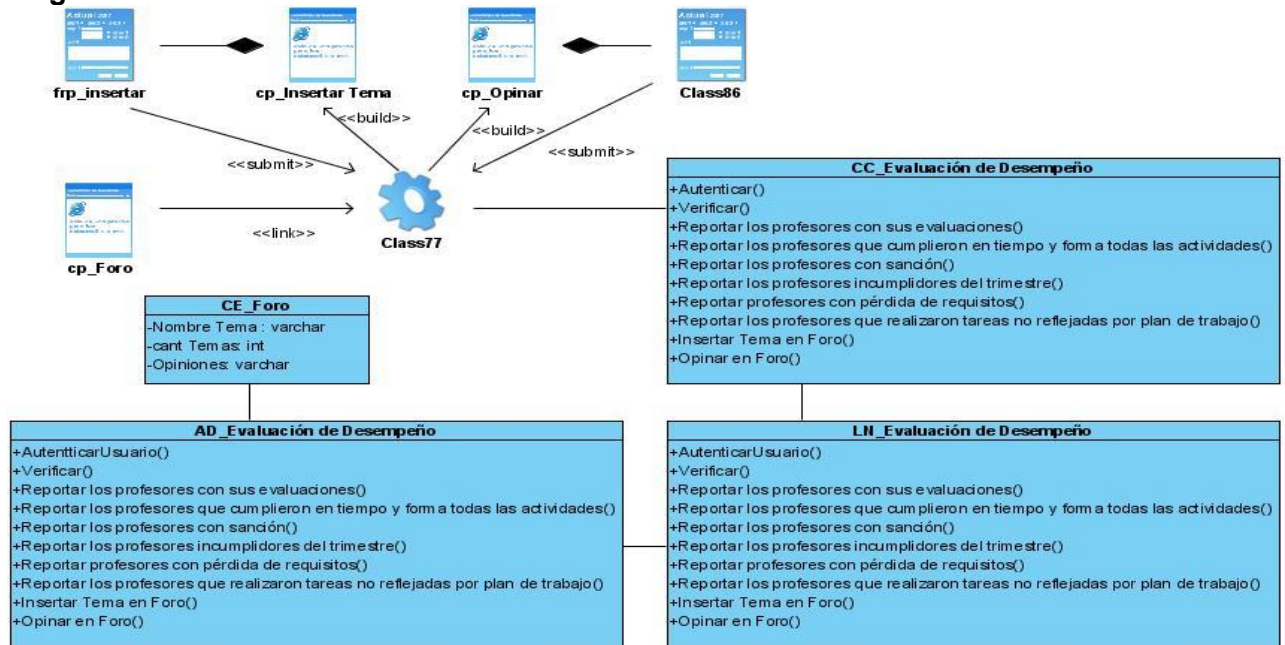 Actualizar
Actualizar
frp_insertar
cp_Insertar Tema
cp_Opinar
Class86
<<build>>
<<build>>
<<submit>>
<<submit>>
<<link>>
Class77
cp_Foro
CC_Evaluación de Desempeño
+Autenticar()
+Verificar()
+Reportar los profesores con sus evaluaciones()
+Reportar los profesores que cumplieron en tiempo y forma todas las actividades()
+Reportar los profesores con sanción()
+Reportar los profesores incumplidores del trimestre()
+Reportar profesores con pérdida de requisitos()
+Reportar los profesores que realizaron tareas no reflejadas por plan de trabajo()
+Insertar Tema en Foro()
+Opinar en Foro()
CE_Foro
-Nombre Tema : varchar
-cant Temas: int
-Opiniones: varchar
AD_Evaluación de Desempeño
+AutentticarUsuario()
+Verificar()
+Reportar los profesores con sus evaluaciones()
+Reportar los profesores que cumplieron en tiempo y forma todas las actividades()
+Reportar los profesores con sanción()
+Reportar los profesores incumplidores del trimestre()
+Reportar profesores con pérdida de requisitos()
+Reportar los profesores que realizaron tareas no reflejadas por plan de trabajo()
+Insertar Tema en Foro()
+Opinar en Foro()
LN_Evaluación de Desempeño
+AutenticarUsuario()
+Verificar()
+Reportar los profesores con sus evaluaciones()
+Reportar los profesores que cumplieron en tiempo y forma todas las actividades()
+Reportar los profesores con sanción()
+Reportar los profesores incumplidores del trimestre()
+Reportar profesores con pérdida de requisitos()
+Reportar los profesores que realizaron tareas no reflejadas por plan de trabajo()
+Insertar Tema en Foro()
+Opinar en Foro()